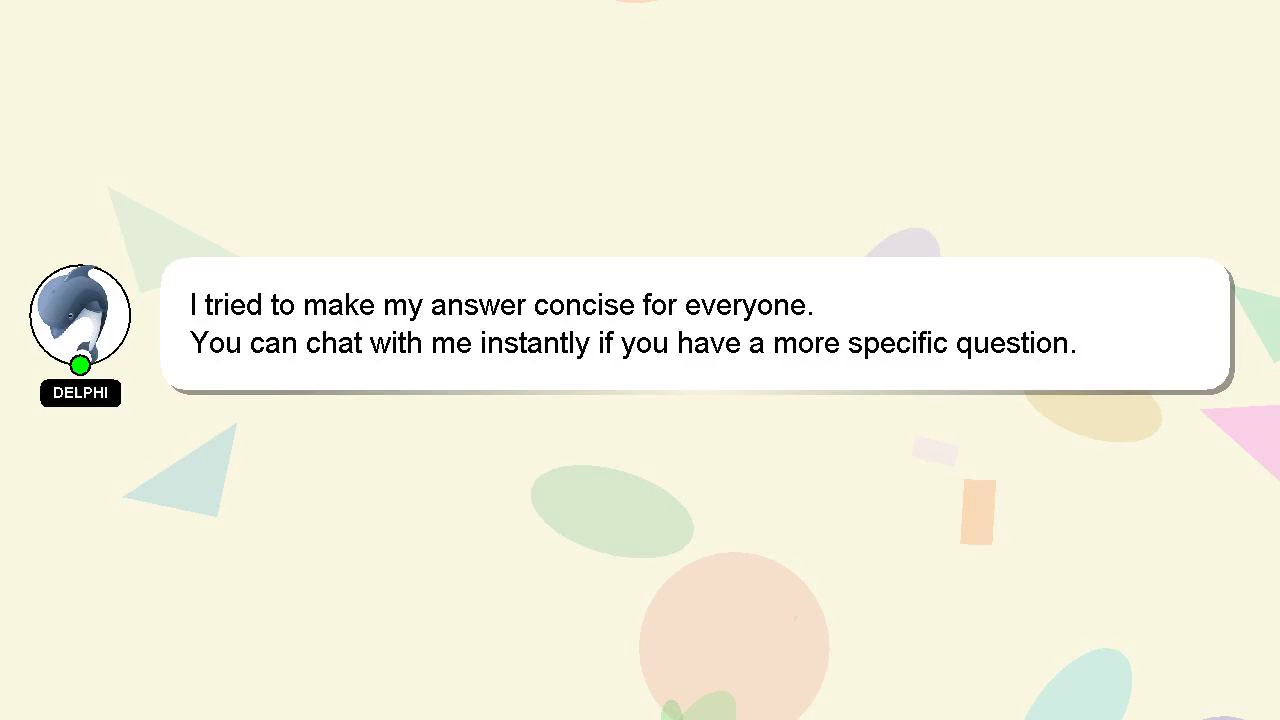 I tried to make my answer concise for everyone.
You can chat with me instantly if you have a more specific question.
DELPHI